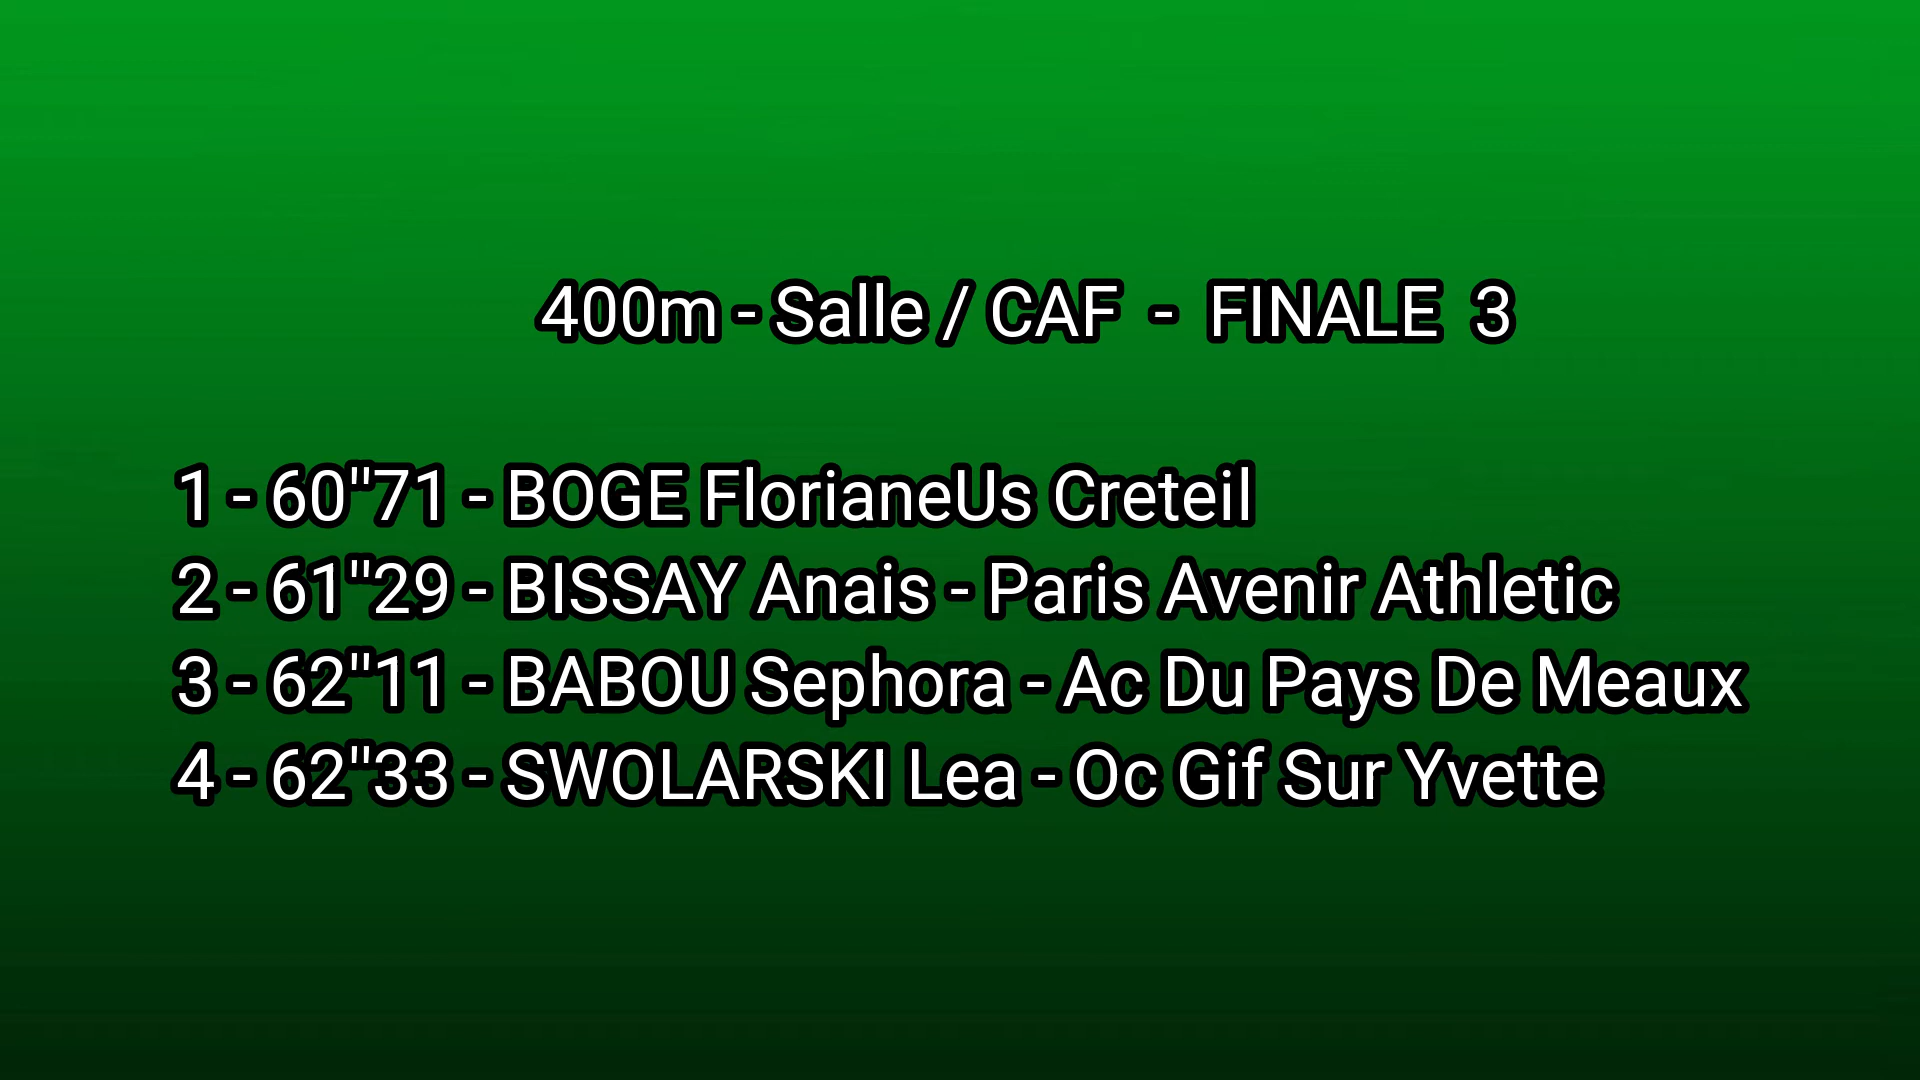 400m - Salle / CAF - FINALE 3
1 - 60"71 - BOGE FlorianeUs Creteil
2 - 61"29 - BISSAY Anais - Paris Avenir Athletic
3 - 62"11 - BABOU Sephora - Ac Du Pays De Meaux
4 - 62"33 - SWOLARSKI Lea - Oc Gif Sur Yvette